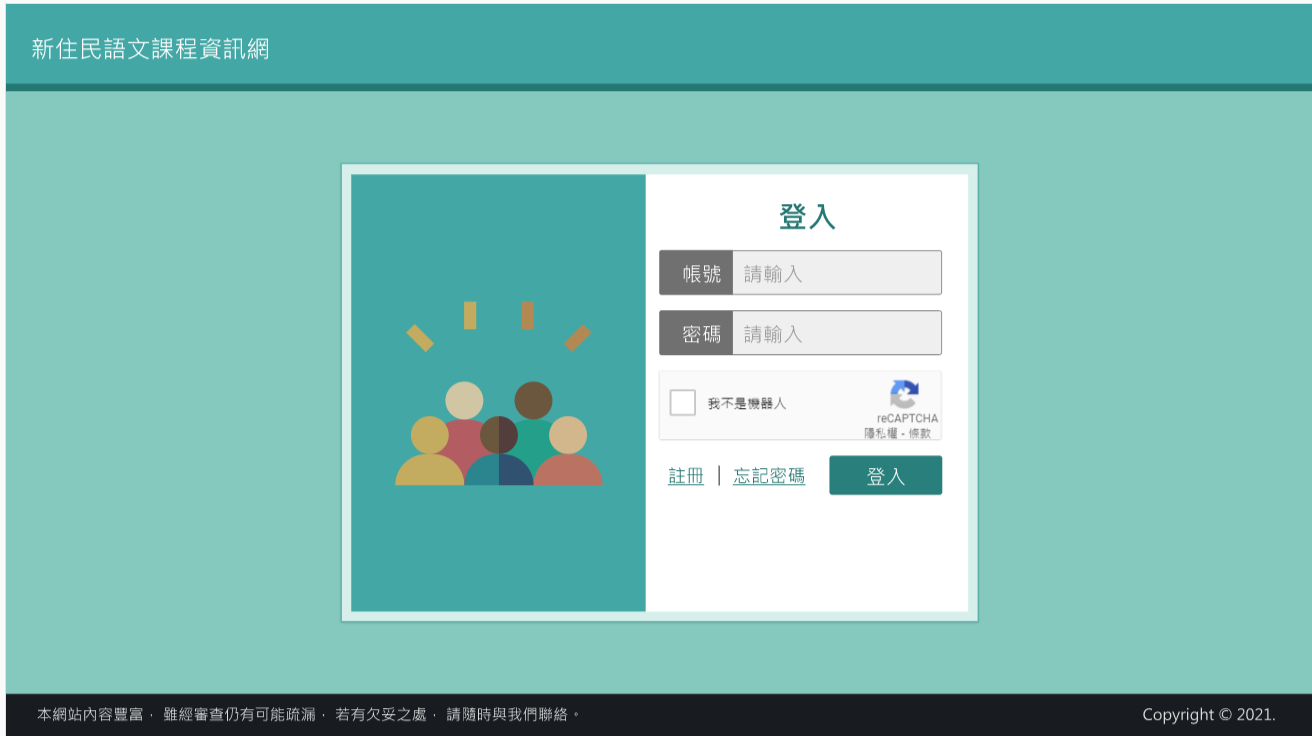 新住民語文課程資訊網
登入
帳號 請輸入
密碼 請輸入
我不是機器人
reCAPTCHA
隱私權 - 條款
註冊 | 忘記密碼 登入
本網站內容豐富，雖經審查仍有可能疏漏，若有欠妥之處，請隨時與我們聯絡。 Copyright © 2021.